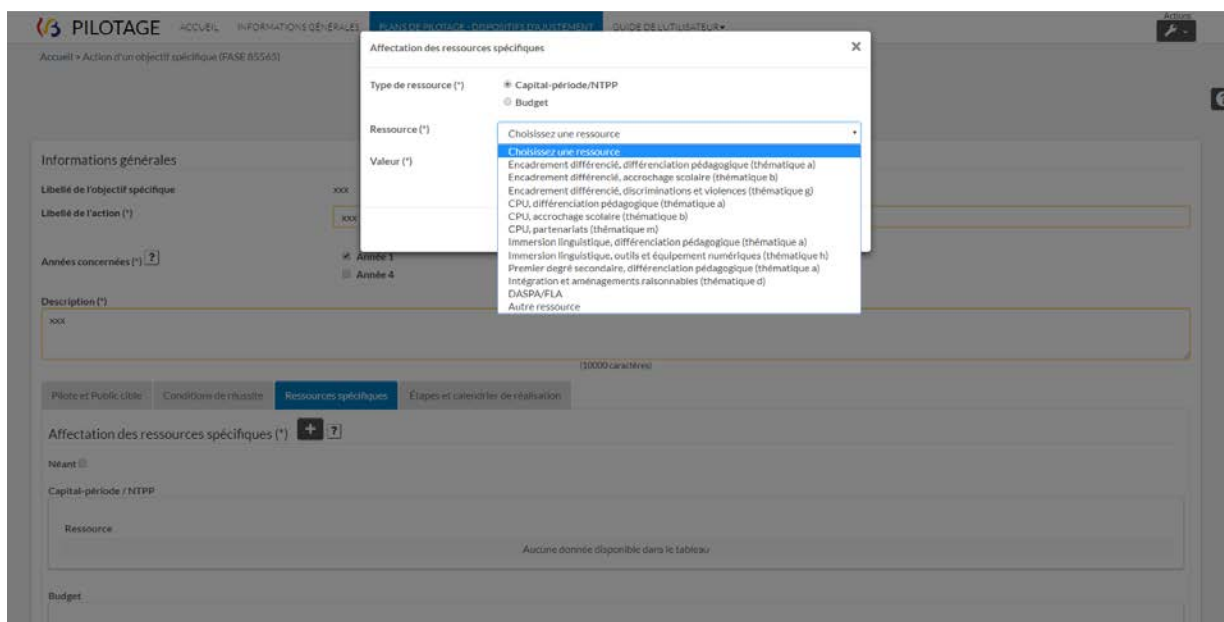 PILOTAGE
ACCUEIL
INFORMATIONS GÉNÉRALES
PLANS DE PILOTAGE - DISPOSITIFS D'AJUSTEMENT
GUIDE DE L'UTILISATEUR
Actions
Accueil > Action d'un objectif spécifique (FASE 85565)
Affectation des ressources spécifiques
×
Type de ressource (*)
Capital-période/NTPP
Budget
Ressource (*)
Choisissez une ressource
Choisissez une ressource
Encadrement différencié, différenciation pédagogique (thématique a)
Encadrement différencié, accrochage scolaire (thématique b)
Encadrement différencié, discriminations et violences (thématique g)
CPU, différenciation pédagogique (thématique a)
CPU, accrochage scolaire (thématique b)
CPU, partenariats (thématique m)
Immersion linguistique, différenciation pédagogique (thématique a)
Immersion linguistique, outils et équipement numériques (thématique h)
Premier degré secondaire, différenciation pédagogique (thématique a)
Intégration et aménagements raisonnables (thématique d)
DASPA/FLA
Autre ressource
Valeur (*)
Informations générales
Libellé de l'objectif spécifique
xxx
Libellé de l'action (*)
xxx
Années concernées (*) ?
Année 1
Année 4
Description (*)
xxx
(10000 caractères)
Pilote et Public cible
Conditions de réussite
Ressources spécifiques
Étapes et calendrier de réalisation
Affectation des ressources spécifiques (*) + ?
Néant
Capital-période / NTPP
Ressource
Aucune donnée disponible dans le tableau
Budget